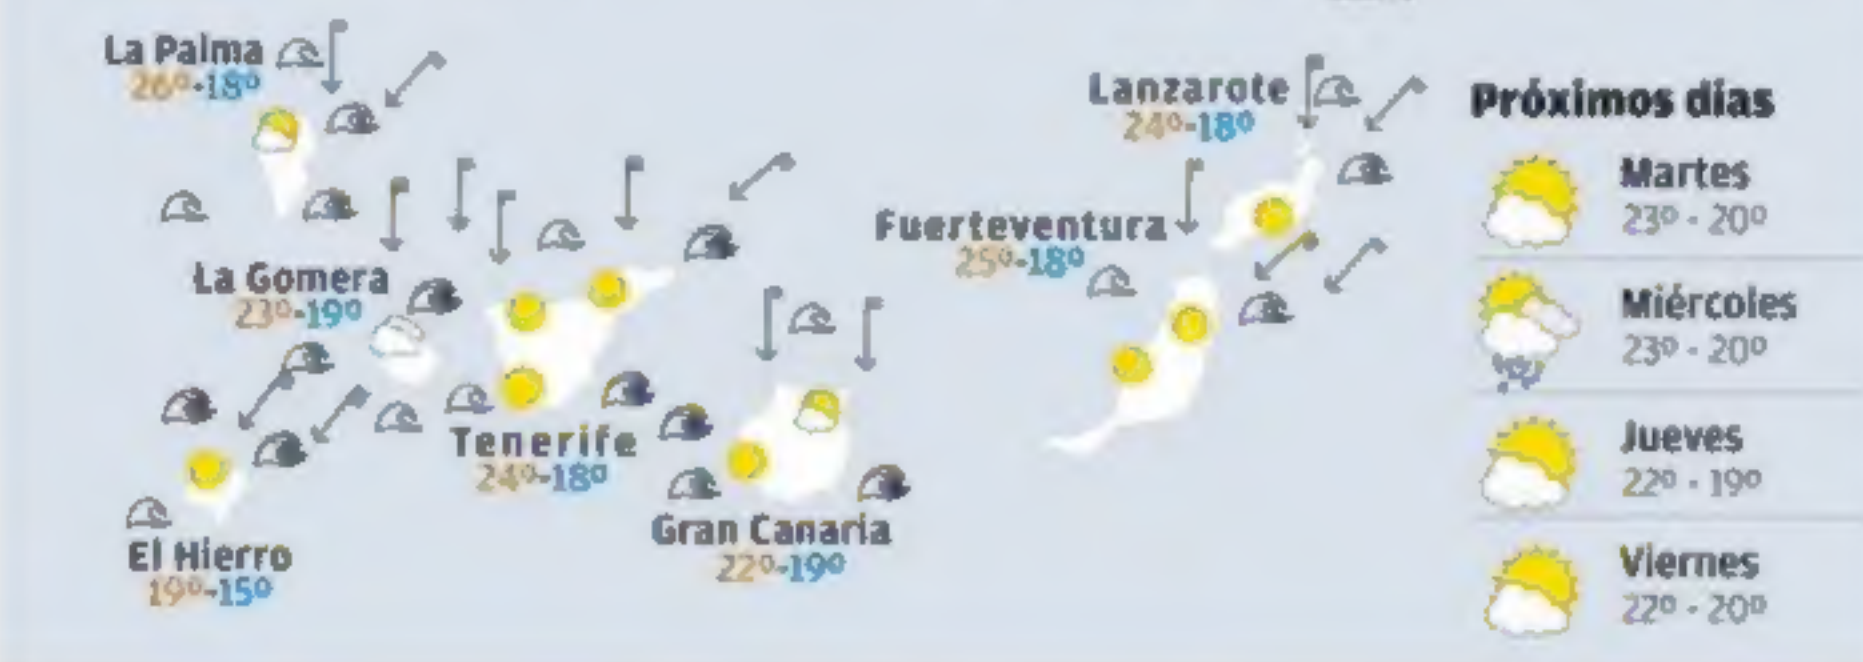 La Palma
26º-18º
Lanzarote
24º-18º
Fuerteventura
25º-18º
La Gomera
23º-19º
Tenerife
24º-18º
Gran Canaria
22º-19º
El Hierro
19º-15º
Próximos días
Martes
23º - 20º
Miércoles
23º - 20º
Jueves
22º - 19º
Viernes
22º - 20º